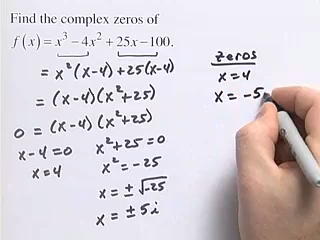 Find the complex zeros of
f(x) = x³ − 4x² + 25x − 100.
= x²(x-4) + 25(x-4)
= (x-4)(x²+25)
0 = (x-4)(x²+25)
x-4=0
x=4
x²+25=0
x² = -25
x = ±√-25
x = ±5i
zeros
x=4
x = -5